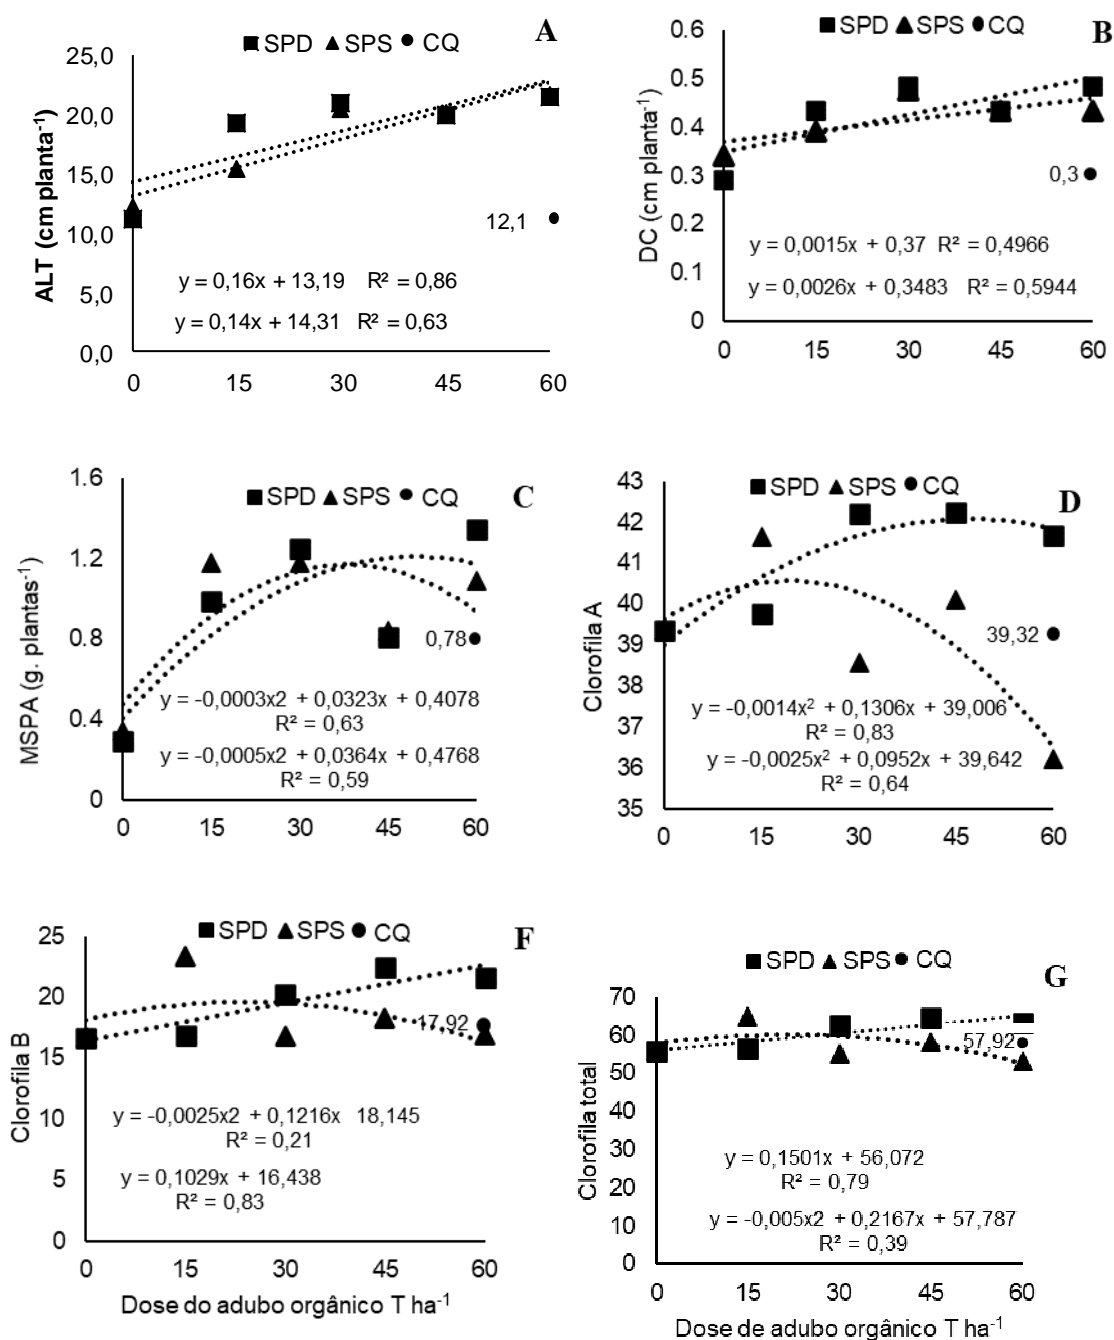 SPD SPS CQ A
25,0
20,0
15,0
10,0
5,0
0,0
ALT (cm planta-1)
12,1
y = 0,16x + 13,19 R² = 0,86
y = 0,14x + 14,31 R² = 0,63
0 15 30 45 60
SPD SPS CQ B
0.6
0.5
0.4
0.3
0.2
0.1
0
DC (cm planta-1)
0,3
y = 0,0015x + 0,37 R² = 0,4966
y = 0,0026x + 0,3483 R² = 0,5944
0 15 30 45 60
SPD SPS CQ C
1.6
1.2
0.8
0.4
0
MSPA (g. plantas-1)
0,78
y = -0,0003x2 + 0,0323x + 0,4078
R² = 0,63
y = -0,0005x2 + 0,0364x + 0,4768
R² = 0,59
0 15 30 45 60
SPD SPS CQ D
43
42
41
40
39
38
37
36
35
Clorofila A
39,32
y = -0,0014x² + 0,1306x + 39,006
R² = 0,83
y = -0,0025x² + 0,0952x + 39,642
R² = 0,64
0 15 30 45 60
SPD SPS CQ F
25
20
15
10
5
0
Clorofila B
17,92
y = -0,0025x2 + 0,1216x 18,145
R² = 0,21
y = 0,1029x + 16,438
R² = 0,83
0 15 30 45 60
Dose do adubo orgânico T ha-1
SPD SPS CQ G
70
60
50
40
30
20
10
0
Clorofila total
57,92
y = 0,1501x + 56,072
R² = 0,79
y = -0,005x2 + 0,2167x + 57,787
R² = 0,39
0 15 30 45 60
Dose de adubo orgânico T ha-1